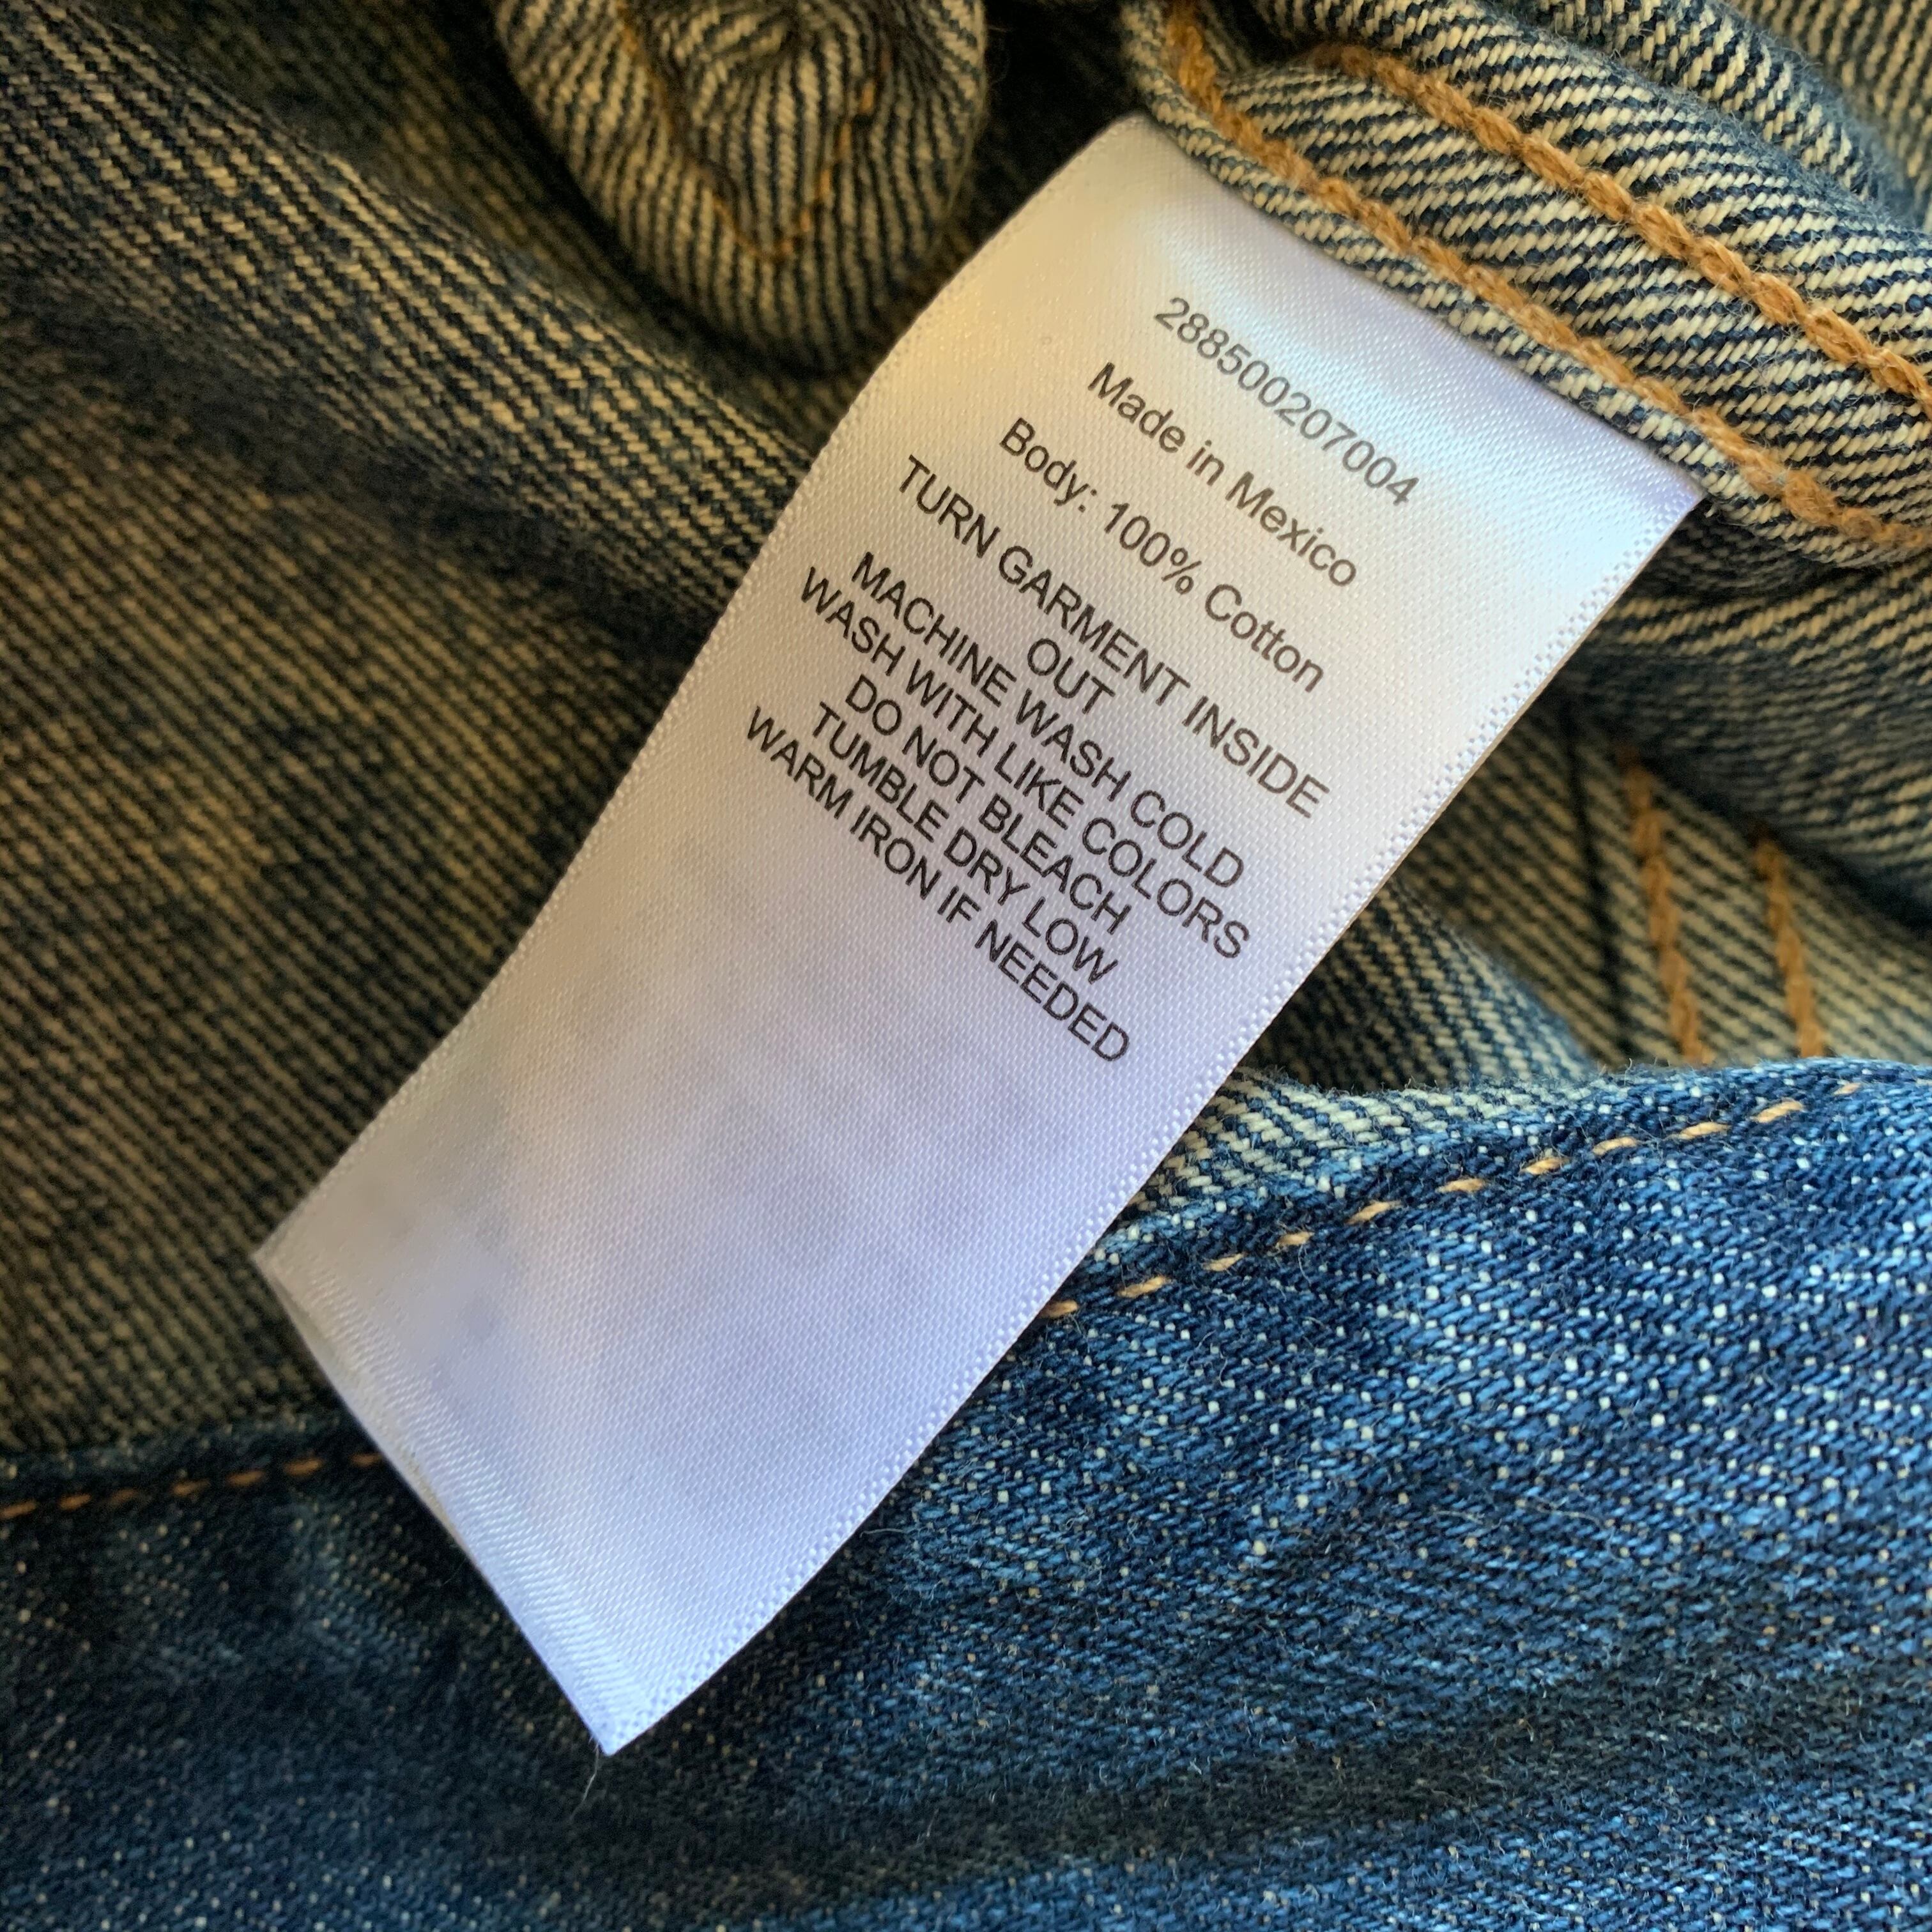 288500207004
Made in Mexico
Body: 100% Cotton
TURN GARMENT INSIDE
OUT
MACHINE WASH COLD
WASH WITH LIKE COLORS
DO NOT BLEACH
TUMBLE DRY LOW
WARM IRON IF NEEDED